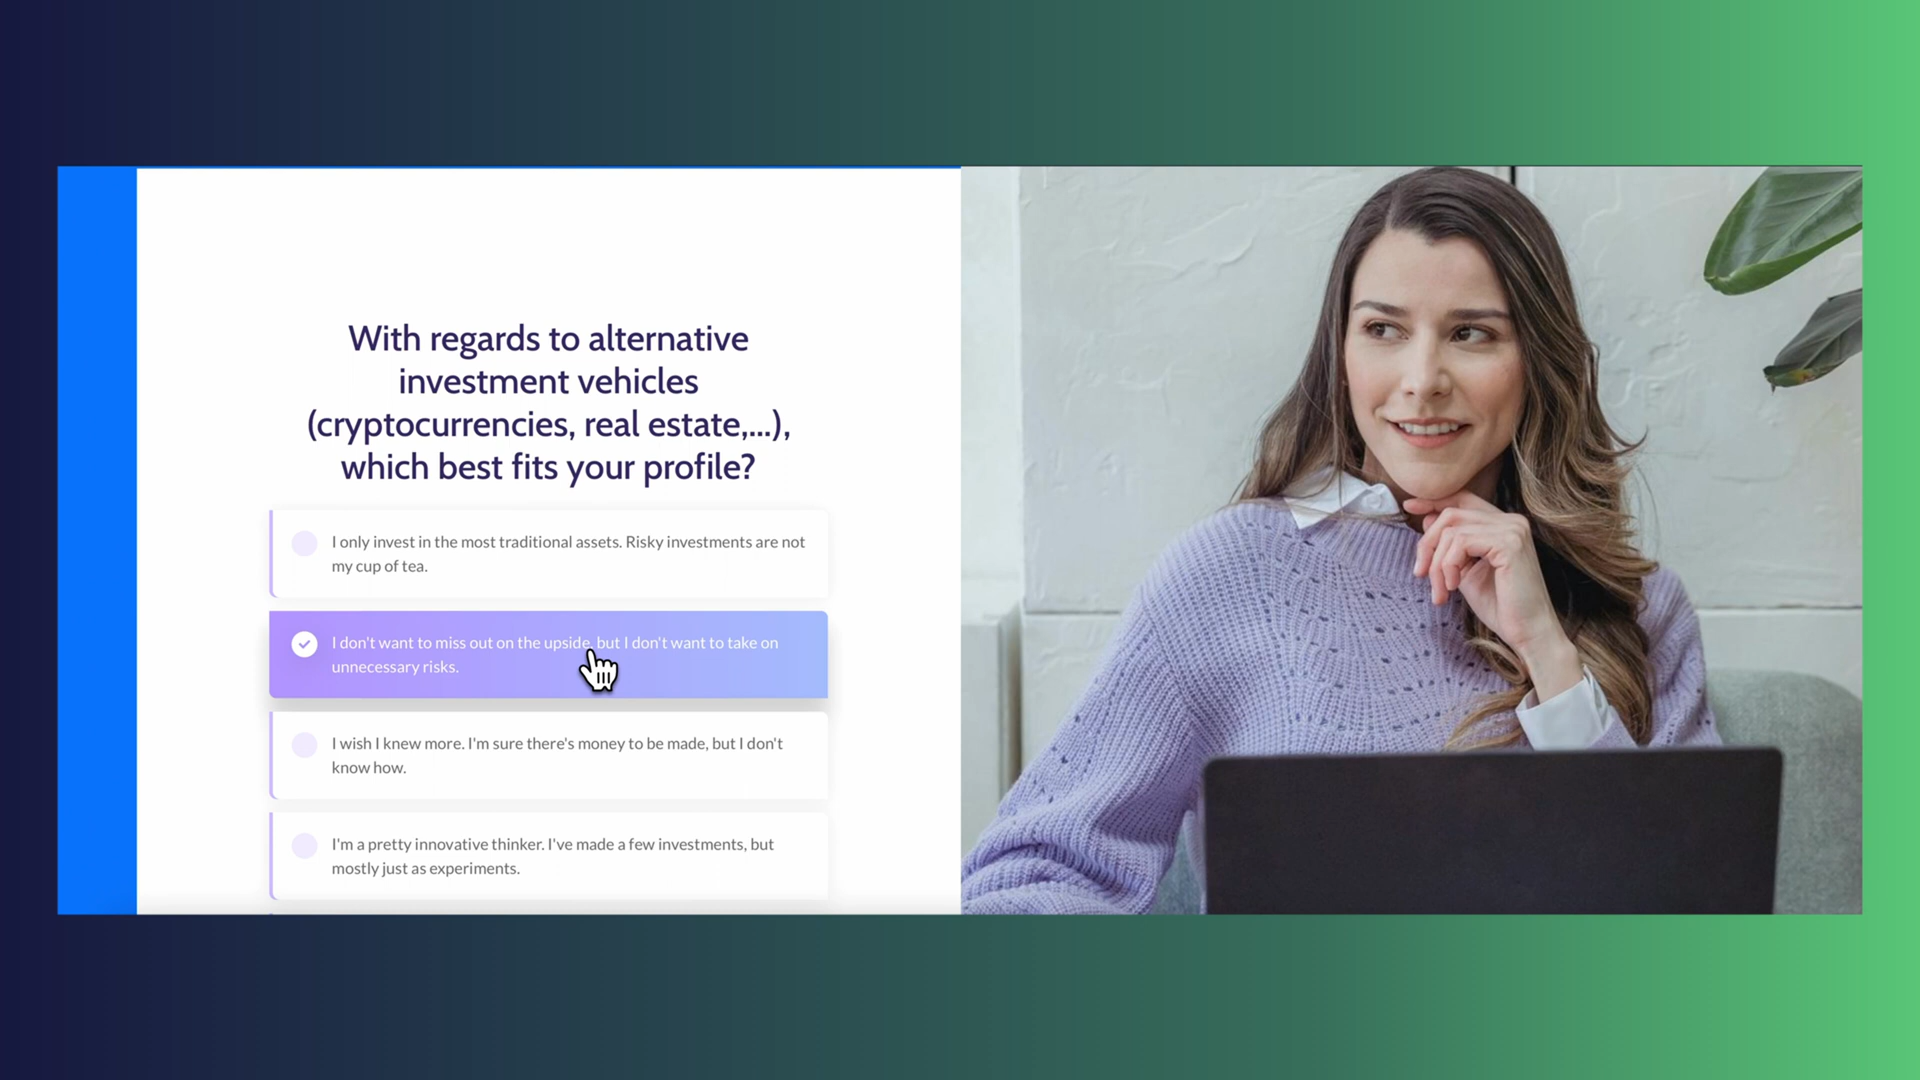 With regards to alternative
investment vehicles
(cryptocurrencies, real estate,...),
which best fits your profile?
I only invest in the most traditional assets. Risky investments are not
my cup of tea.
I don't want to miss out on the upside, but I don't want to take on
unnecessary risks.
I wish I knew more. I'm sure there's money to be made, but I don't
know how.
I'm a pretty innovative thinker. I've made a few investments, but
mostly just as experiments.